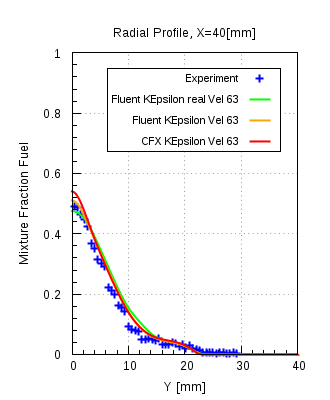 Radial Profile, X=40[mm]
1
0.8
0.6
0.4
0.2
0
Mixture Fraction Fuel
Experiment
Fluent KEpsilon real Vel 63
Fluent KEpsilon Vel 63
CFX KEpsilon Vel 63
0 10 20 30 40
Y [mm]